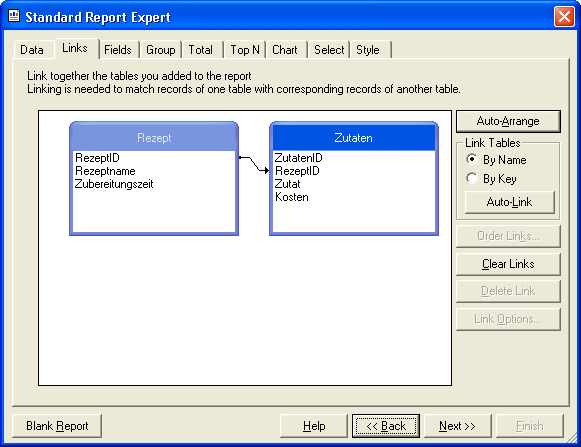 Standard Report Expert
Data Links Fields Group Total Top N Chart Select Style
Link together the tables you added to the report
Linking is needed to match records of one table with corresponding records of another table.
Rezept
RezeptID
Rezeptname
Zubereitungszeit
Zutaten
ZutatenID
RezeptID
Zutat
Kosten
Auto-Arrange
Link Tables
By Name
By Key
Auto-Link
Order Links...
Clear Links
Delete Link
Link Options...
Blank Report Help << Back Next >> Finish